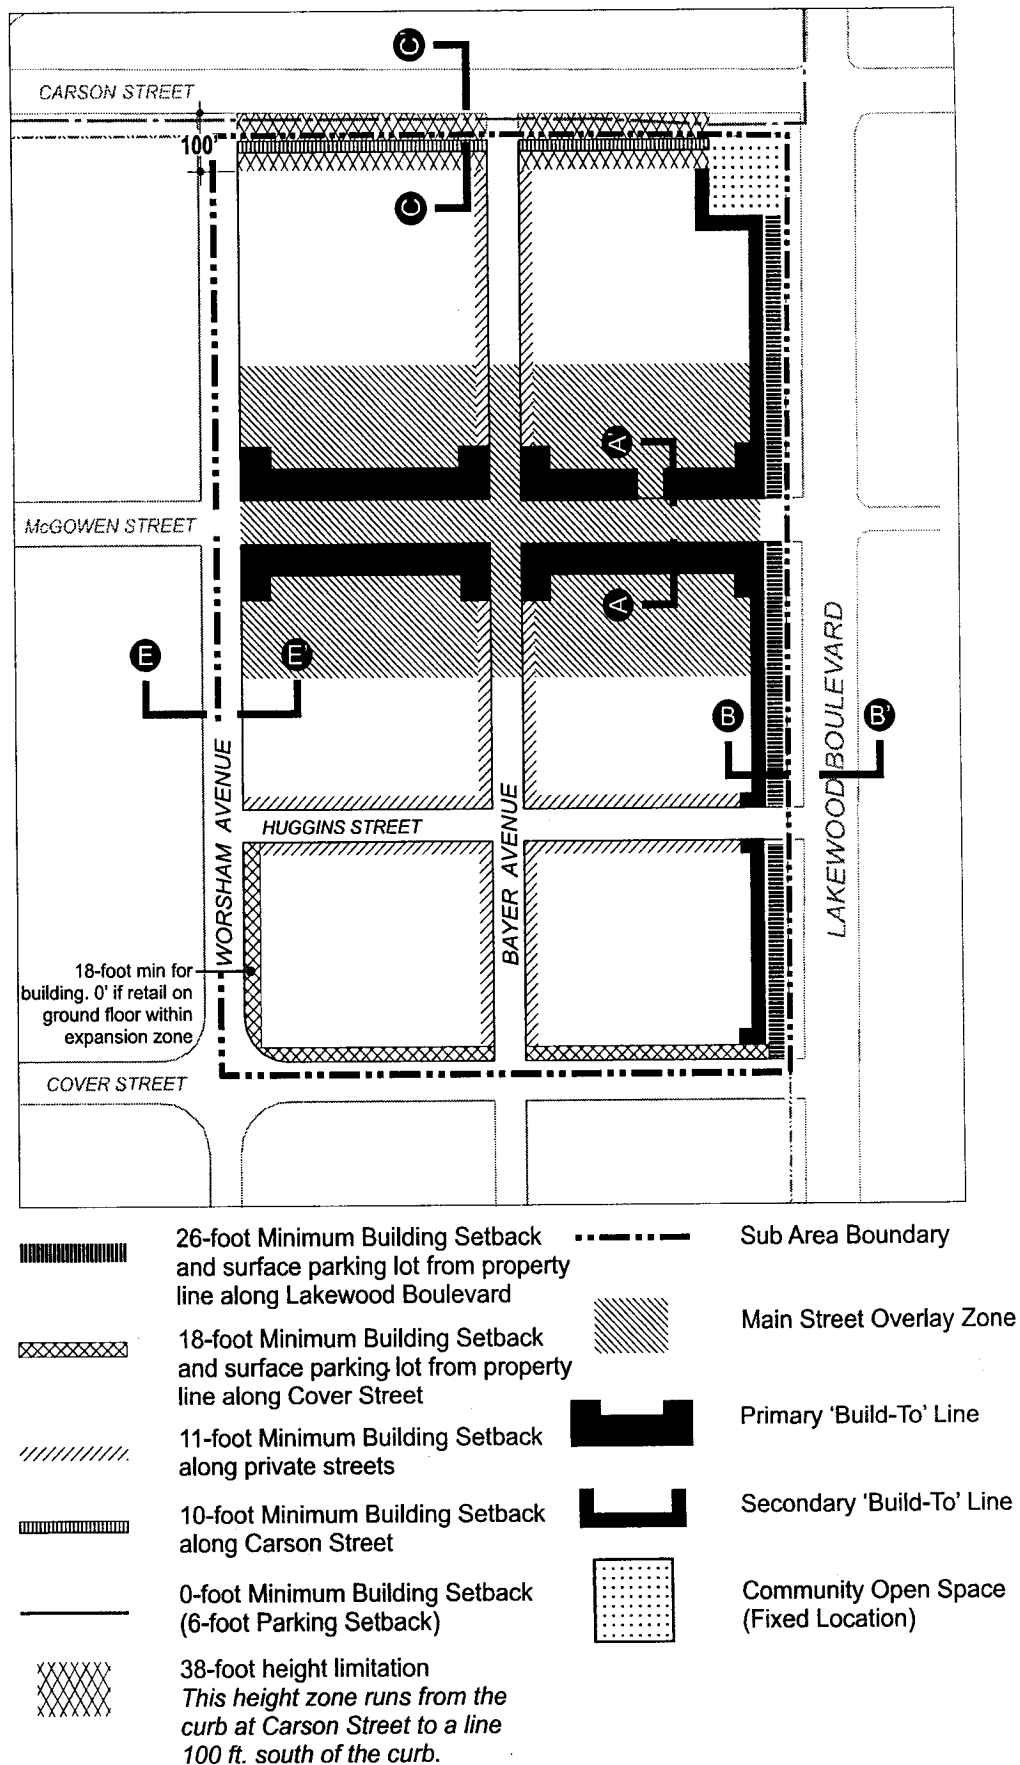 C'
CARSON STREET
100'
C
A'
McGOWEN STREET
A
E
E'
B
B'
LAKEWOOD BOULEVARD
WORSHAM AVENUE
BAYER AVENUE
HUGGINS STREET
18-foot min for
building. 0' if retail on
ground floor within
expansion zone
COVER STREET
26-foot Minimum Building Setback
and surface parking lot from property
line along Lakewood Boulevard
18-foot Minimum Building Setback
and surface parking lot from property
line along Cover Street
11-foot Minimum Building Setback
along private streets
10-foot Minimum Building Setback
along Carson Street
0-foot Minimum Building Setback
(6-foot Parking Setback)
38-foot height limitation
This height zone runs from the
curb at Carson Street to a line
100 ft. south of the curb.
Sub Area Boundary
Main Street Overlay Zone
Primary 'Build-To' Line
Secondary 'Build-To' Line
Community Open Space
(Fixed Location)